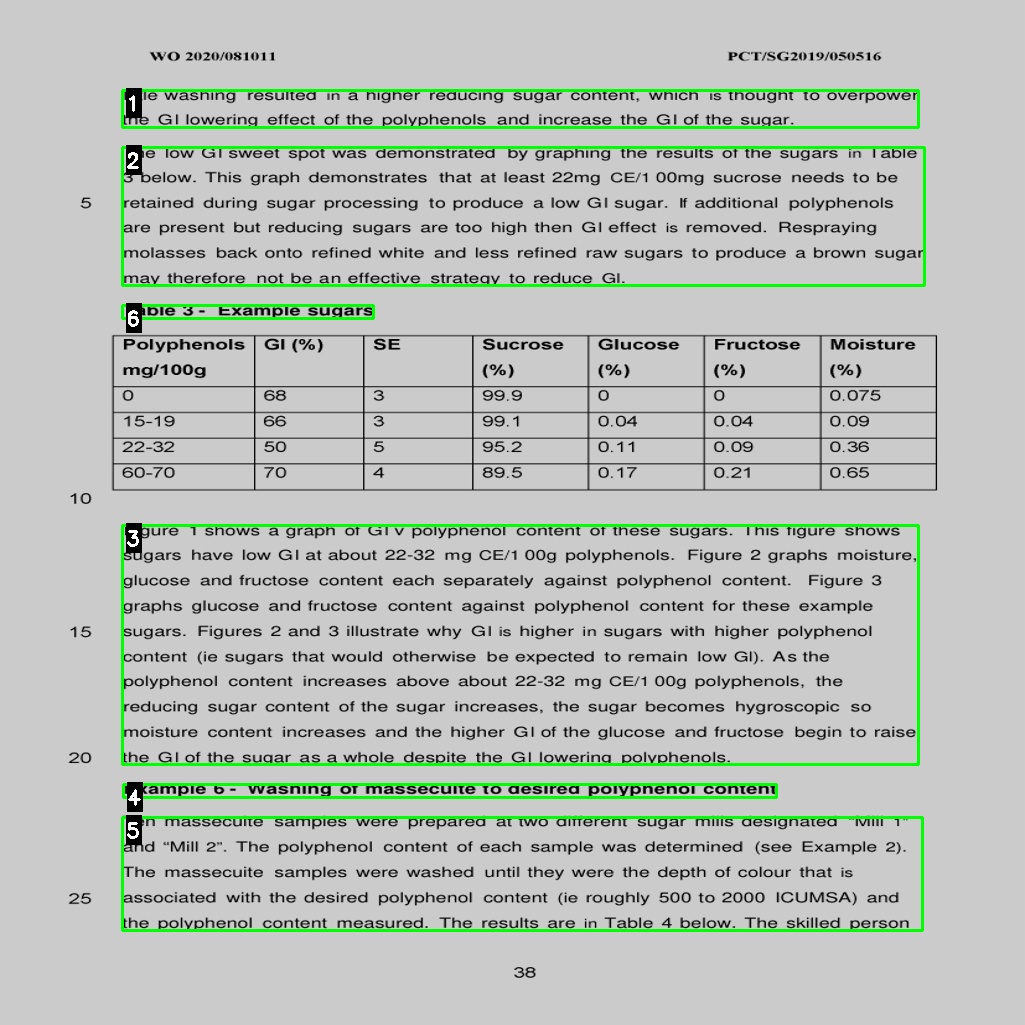 WO 2020/081011 PCT/SG2019/050516
1
washing resulted in a higher reducing sugar content, which is thought to overpower
the GI lowering effect of the polyphenols and increase the GI of the sugar.
2
low GI sweet spot was demonstrated by graphing the results of the sugars in Table
3 below. This graph demonstrates that at least 22mg CE/1 00mg sucrose needs to be
5 retained during sugar processing to produce a low GI sugar. If additional polyphenols
are present but reducing sugars are too high then GI effect is removed. Respraying
molasses back onto refined white and less refined raw sugars to produce a brown sugar
may therefore not be an effective strategy to reduce GI.
6
Table 3 - Example sugars
Polyphenols mg/100g GI (%) SE Sucrose (%) Glucose (%) Fructose (%) Moisture (%)
0 68 3 99.9 0 0 0.075
15-19 66 3 99.1 0.04 0.04 0.09
22-32 50 5 95.2 0.11 0.09 0.36
60-70 70 4 89.5 0.17 0.21 0.65
10
3
Figure 1 shows a graph of GI v polyphenol content of these sugars. This figure shows
sugars have low GI at about 22-32 mg CE/1 00g polyphenols. Figure 2 graphs moisture,
glucose and fructose content each separately against polyphenol content. Figure 3
graphs glucose and fructose content against polyphenol content for these example
15 sugars. Figures 2 and 3 illustrate why GI is higher in sugars with higher polyphenol
content (ie sugars that would otherwise be expected to remain low GI). As the
polyphenol content increases above about 22-32 mg CE/1 00g polyphenols, the
reducing sugar content of the sugar increases, the sugar becomes hygroscopic so
moisture content increases and the higher GI of the glucose and fructose begin to raise
20 the GI of the sugar as a whole despite the GI lowering polyphenols.
4
Example 6 - Washing of massecuite to desired polyphenol content
5
massecuite samples were prepared at two different sugar mills designated "Mill 1"
and "Mill 2". The polyphenol content of each sample was determined (see Example 2).
The massecuite samples were washed until they were the depth of colour that is
25 associated with the desired polyphenol content (ie roughly 500 to 2000 ICUMSA) and
the polyphenol content measured. The results are in Table 4 below. The skilled person
38